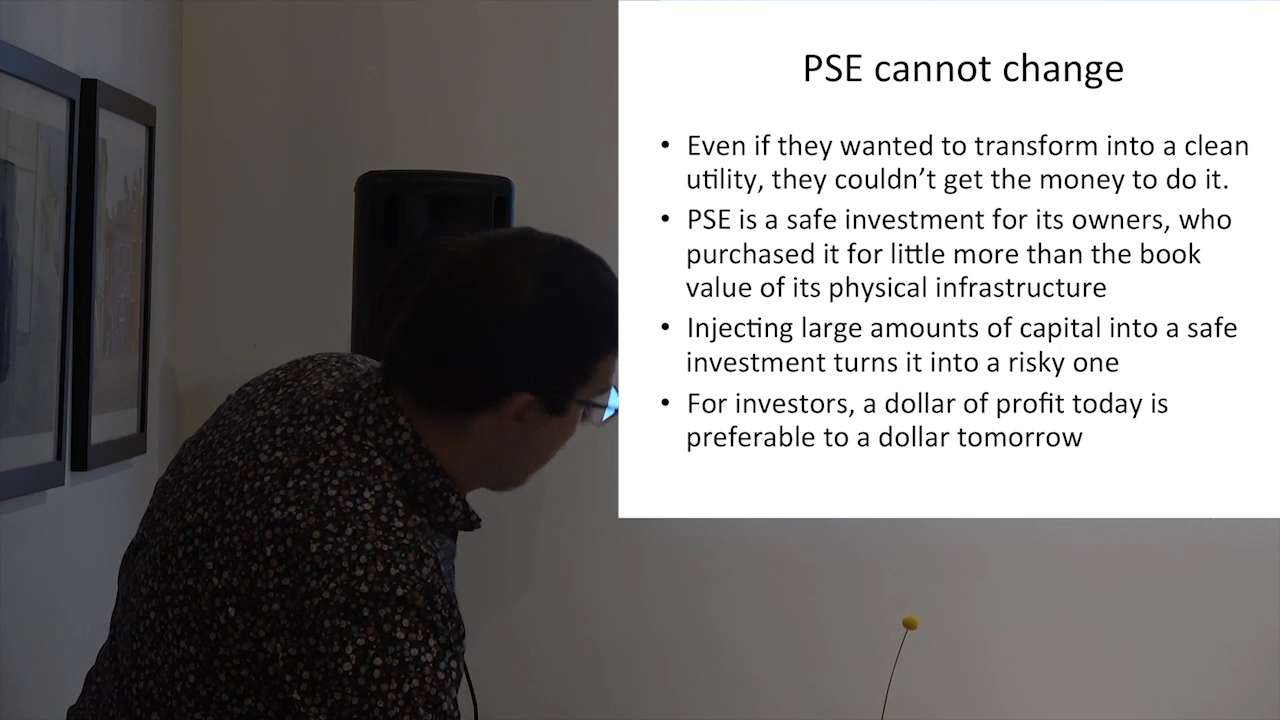 PSE cannot change
• Even if they wanted to transform into a clean
utility, they couldn’t get the money to do it.
• PSE is a safe investment for its owners, who
purchased it for little more than the book
value of its physical infrastructure
• Injecting large amounts of capital into a safe
investment turns it into a risky one
• For investors, a dollar of profit today is
preferable to a dollar tomorrow